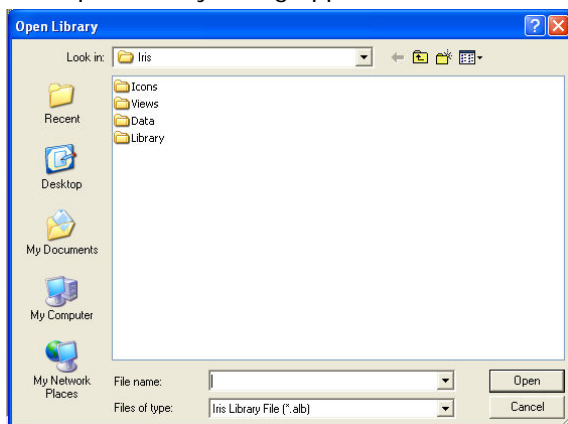 Open Library
Look in:
Iris
Icons
Views
Data
Library
Recent
Desktop
My Documents
My Computer
My Network
Places
File name:
Open
Files of type:
Iris Library File (*.alb)
Cancel